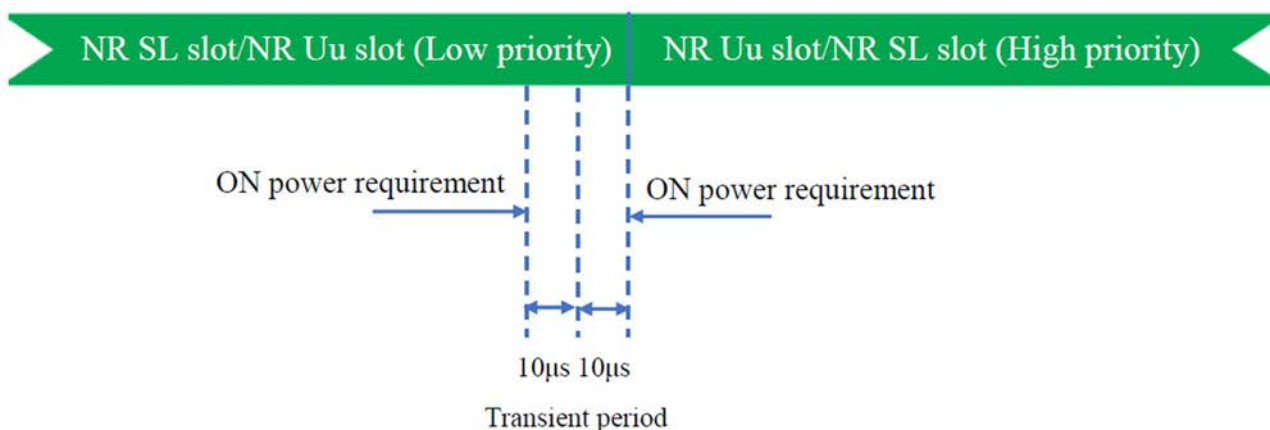 NR SL slot/NR Uu slot (Low priority) NR Uu slot/NR SL slot (High priority)
ON power requirement ON power requirement
10μs 10μs
Transient period